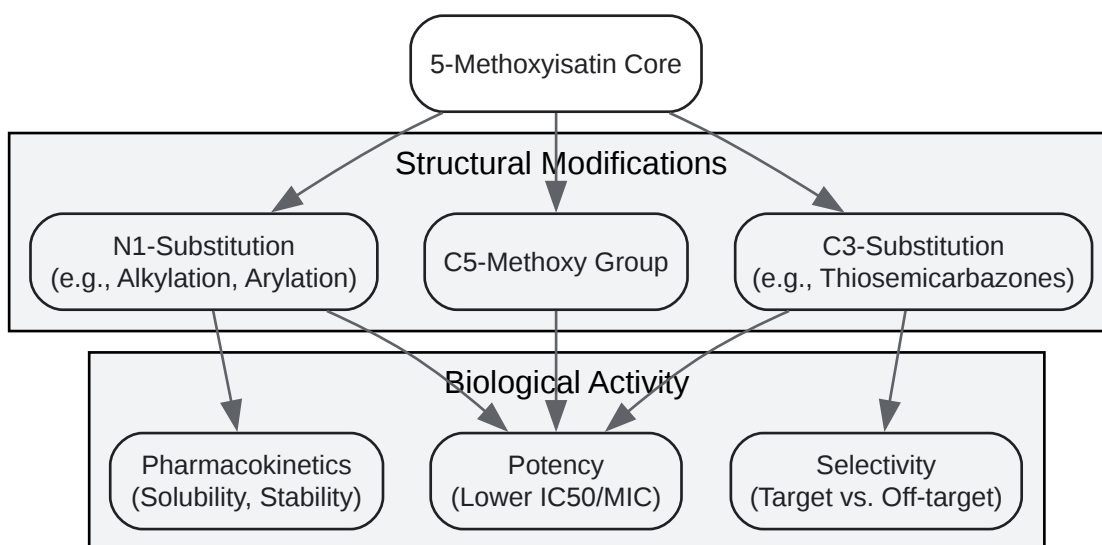 5-Methoxyisatin Core
Structural Modifications
N1-Substitution
(e.g., Alkylation, Arylation)
C5-Methoxy Group
C3-Substitution
(e.g., Thiosemicarbazones)
Biological Activity
Pharmacokinetics
(Solubility, Stability)
Potency
(Lower IC50/MIC)
Selectivity
(Target vs. Off-target)